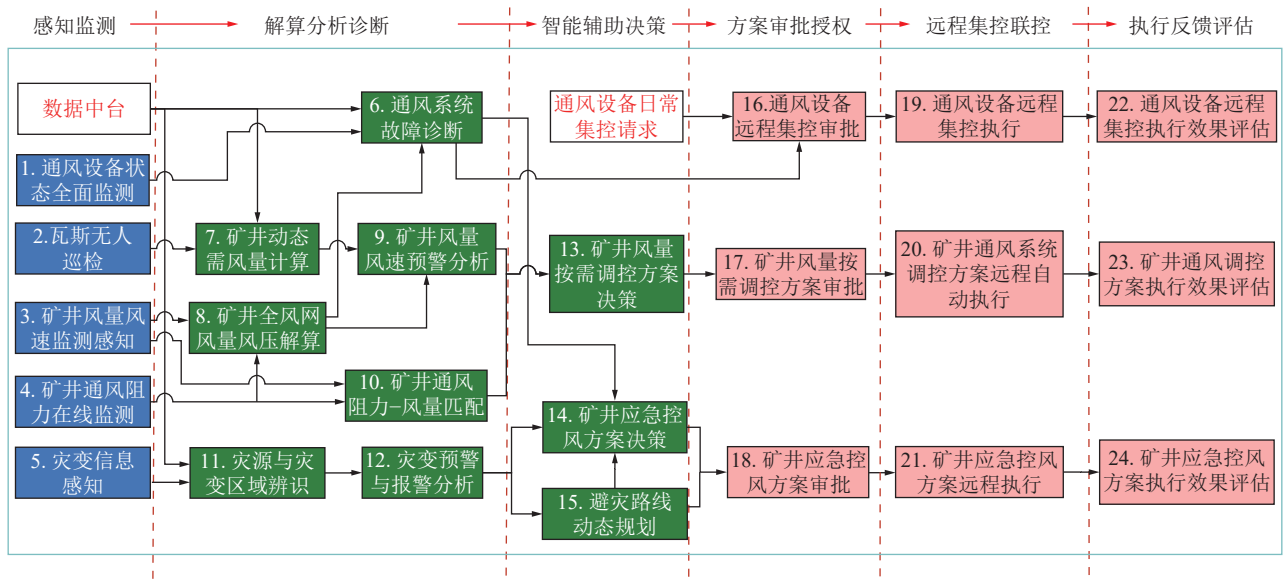 感知监测
解算分析诊断
智能辅助决策
方案审批授权
远程集控联控
执行反馈评估
数据中台
1. 通风设备状
态全面监测
2.瓦斯无人
巡检
3. 矿井风量风
速监测感知
4. 矿井通风阻
力在线监测
5. 灾变信息
感知
6. 通风系统
故障诊断
7. 矿井动态
需风量计算
8. 矿井全风网
风量风压解算
9. 矿井风量
风速预警分析
10. 矿井通风
阻力–风量匹配
11. 灾源与灾
变区域辨识
12. 灾变预警
与报警分析
通风设备日常
集控请求
13. 矿井风量
按需调控方案
决策
14. 矿井应急控
风方案决策
15. 避灾路线
动态规划
16.通风设备
远程集控审批
17. 矿井风量按
需调控方案审批
18. 矿井应急控
风方案审批
19. 通风设备远程
集控执行
20. 矿井通风系统
调控方案远程自
动执行
21. 矿井应急控风
方案远程执行
22. 通风设备远程
集控执行效果评估
23. 矿井通风调控
方案执行效果评估
24. 矿井应急控风
方案执行效果评估